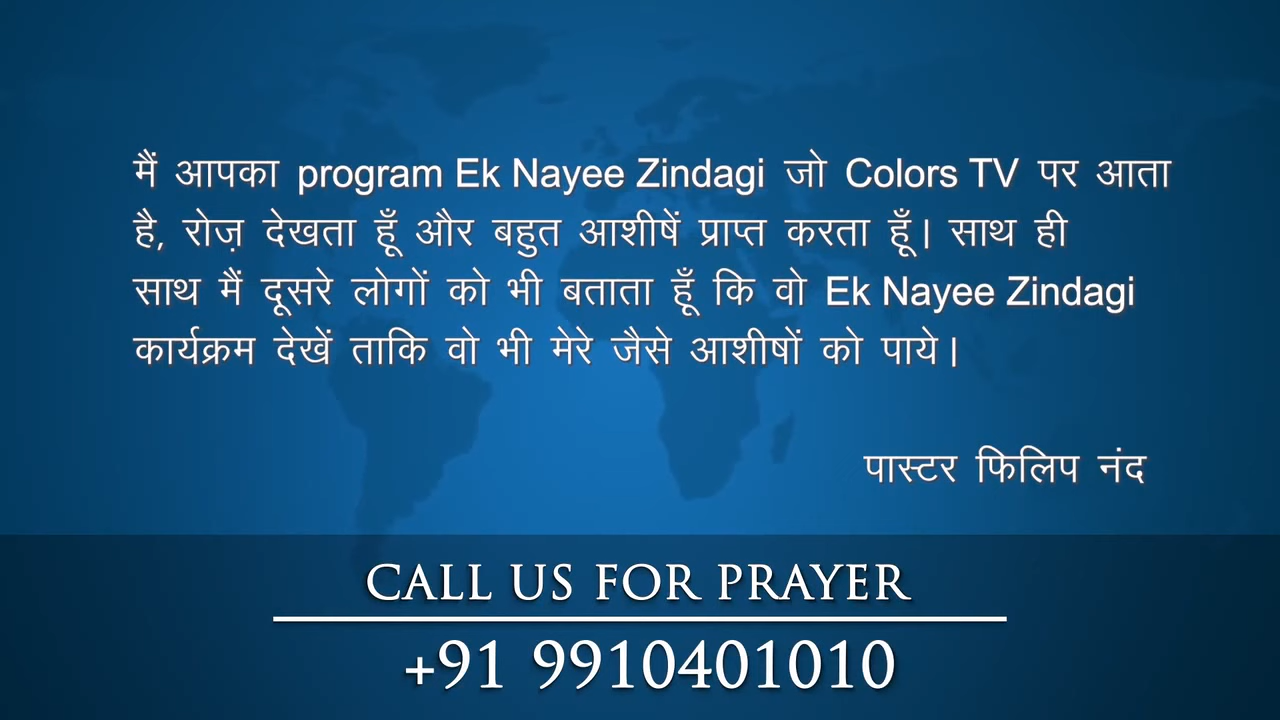 मैं आपका program Ek Nayee Zindagi जो Colors TV पर आता
है, रोज़ देखता हूँ और बहुत आशीषें प्राप्त करता हूँ। साथ ही
साथ मैं दूसरे लोगों को भी बताता हूँ कि वो Ek Nayee Zindagi
कार्यक्रम देखें ताकि वो भी मेरे जैसे आशीषों को पाये।
पास्टर फिलिप नंद
CALL US FOR PRAYER
+91 9910401010